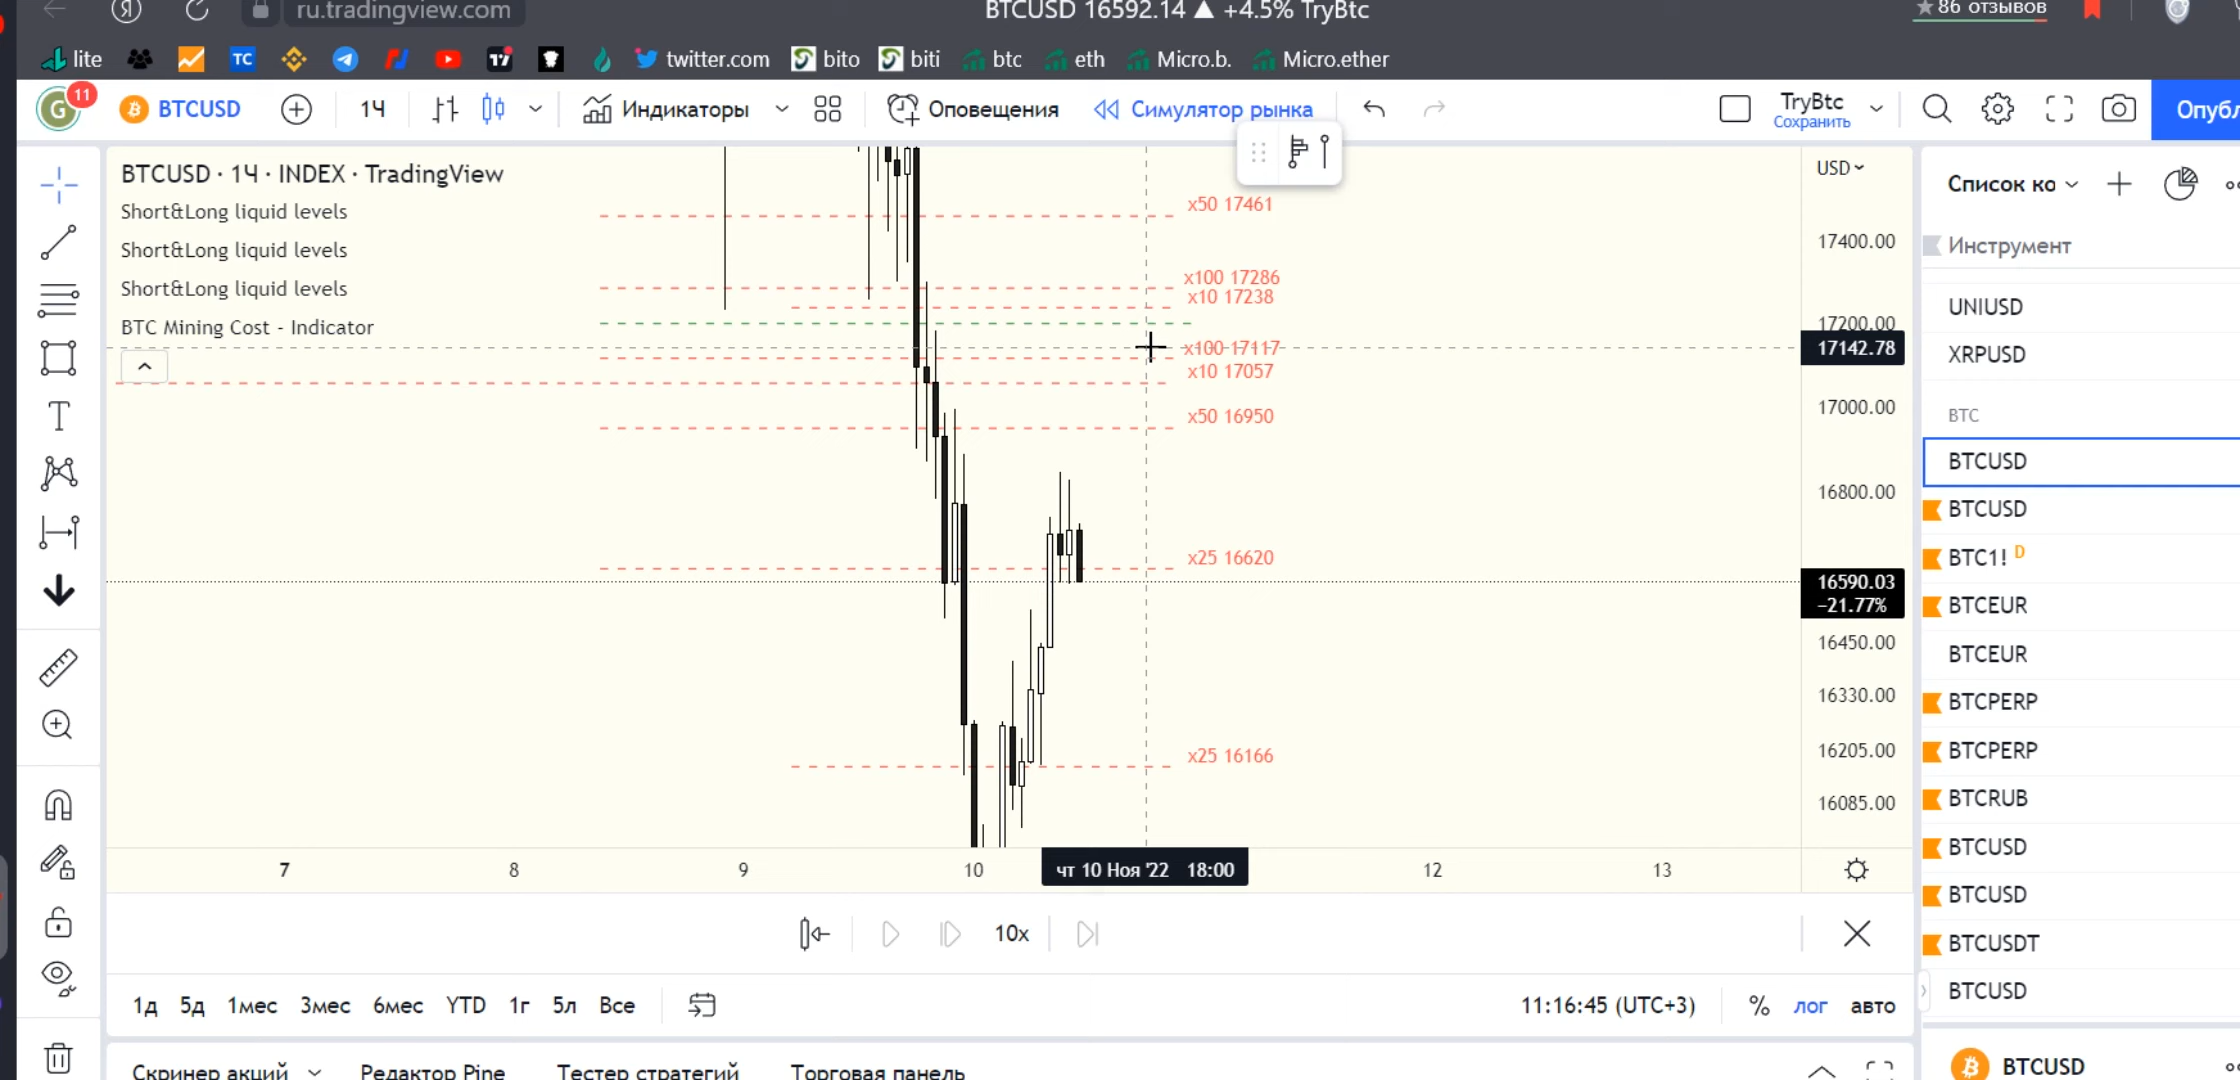 ru.tradingview.com
BTCUSD 16592.14 ▲ +4.5% TryBtc
★86 отзывов
lite
TC
twitter.com
bito
biti
btc
eth
Micro.b.
Micro.ether
G 11
BTCUSD
1Ч
Индикаторы
Оповещения
Симулятор рынка
TryBtc
Сохранить
BTCUSD · 1Ч · INDEX · TradingView
Short&Long liquid levels
Short&Long liquid levels
Short&Long liquid levels
BTC Mining Cost - Indicator
x50 17461
x100 17286
x10 17238
x100 17117
x10 17057
x50 16950
x25 16620
x25 16166
USD
17400.00
17200.00
17142.78
17000.00
16800.00
16590.03
−21.77%
16450.00
16330.00
16205.00
16085.00
7 8 9 10 чт 10 Ноя '22 18:00 12 13
10x
1д 5д 1мес 3мес 6мес YTD 1г 5л Все
11:16:45 (UTC+3) % лог авто
Скринер акций Редактор Pine Тестер стратегий Торговая панель
Инструмент
UNIUSD
XRPUSD
BTC
BTCUSD
BTCUSD
BTC1! D
BTCEUR
BTCEUR
BTCPERP
BTCPERP
BTCRUB
BTCUSD
BTCUSD
BTCUSDT
BTCUSD
BTCUSD